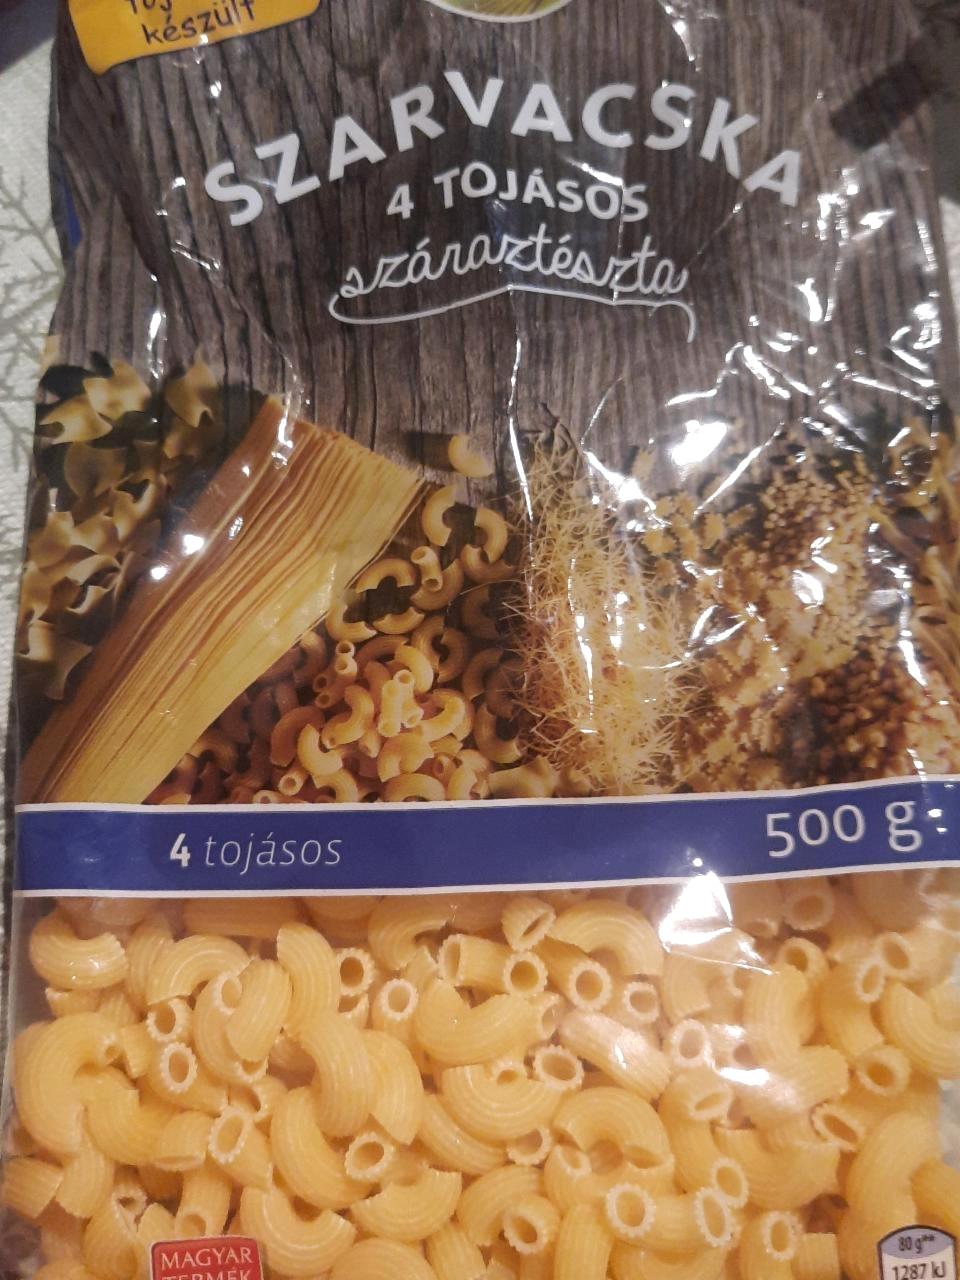 készült
SZARVACSKA
4 TOJÁSOS
száraztészta
4 tojásos
500 g
MAGYAR
TERMÉK
80 g**
1287 kJ